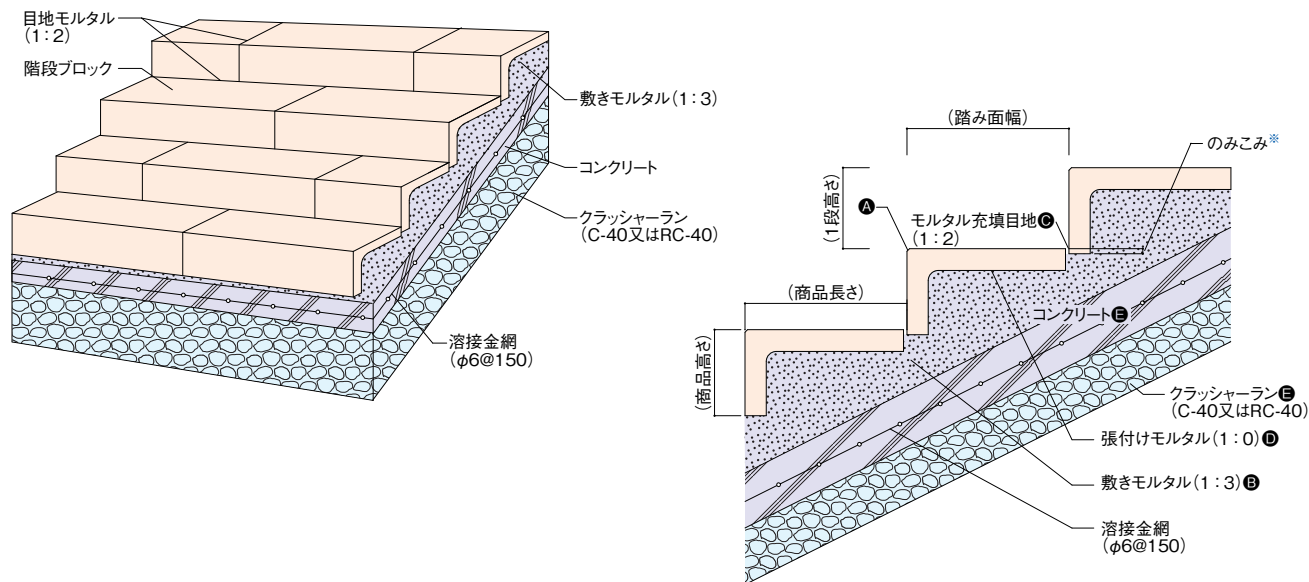 目地モルタル
(1：2)
階段ブロック
敷きモルタル(1：3)
コンクリート
クラッシャーラン
(C-40又はRC-40)
溶接金網
(φ6@150)
(踏み面幅)
のみこみ※
(1段高さ)
A
モルタル充填目地C
(1：2)
(商品長さ)
コンクリートE
(商品高さ)
クラッシャーランE
(C-40又はRC-40)
張付けモルタル(1：0)D
敷きモルタル(1：3)B
溶接金網
(φ6@150)